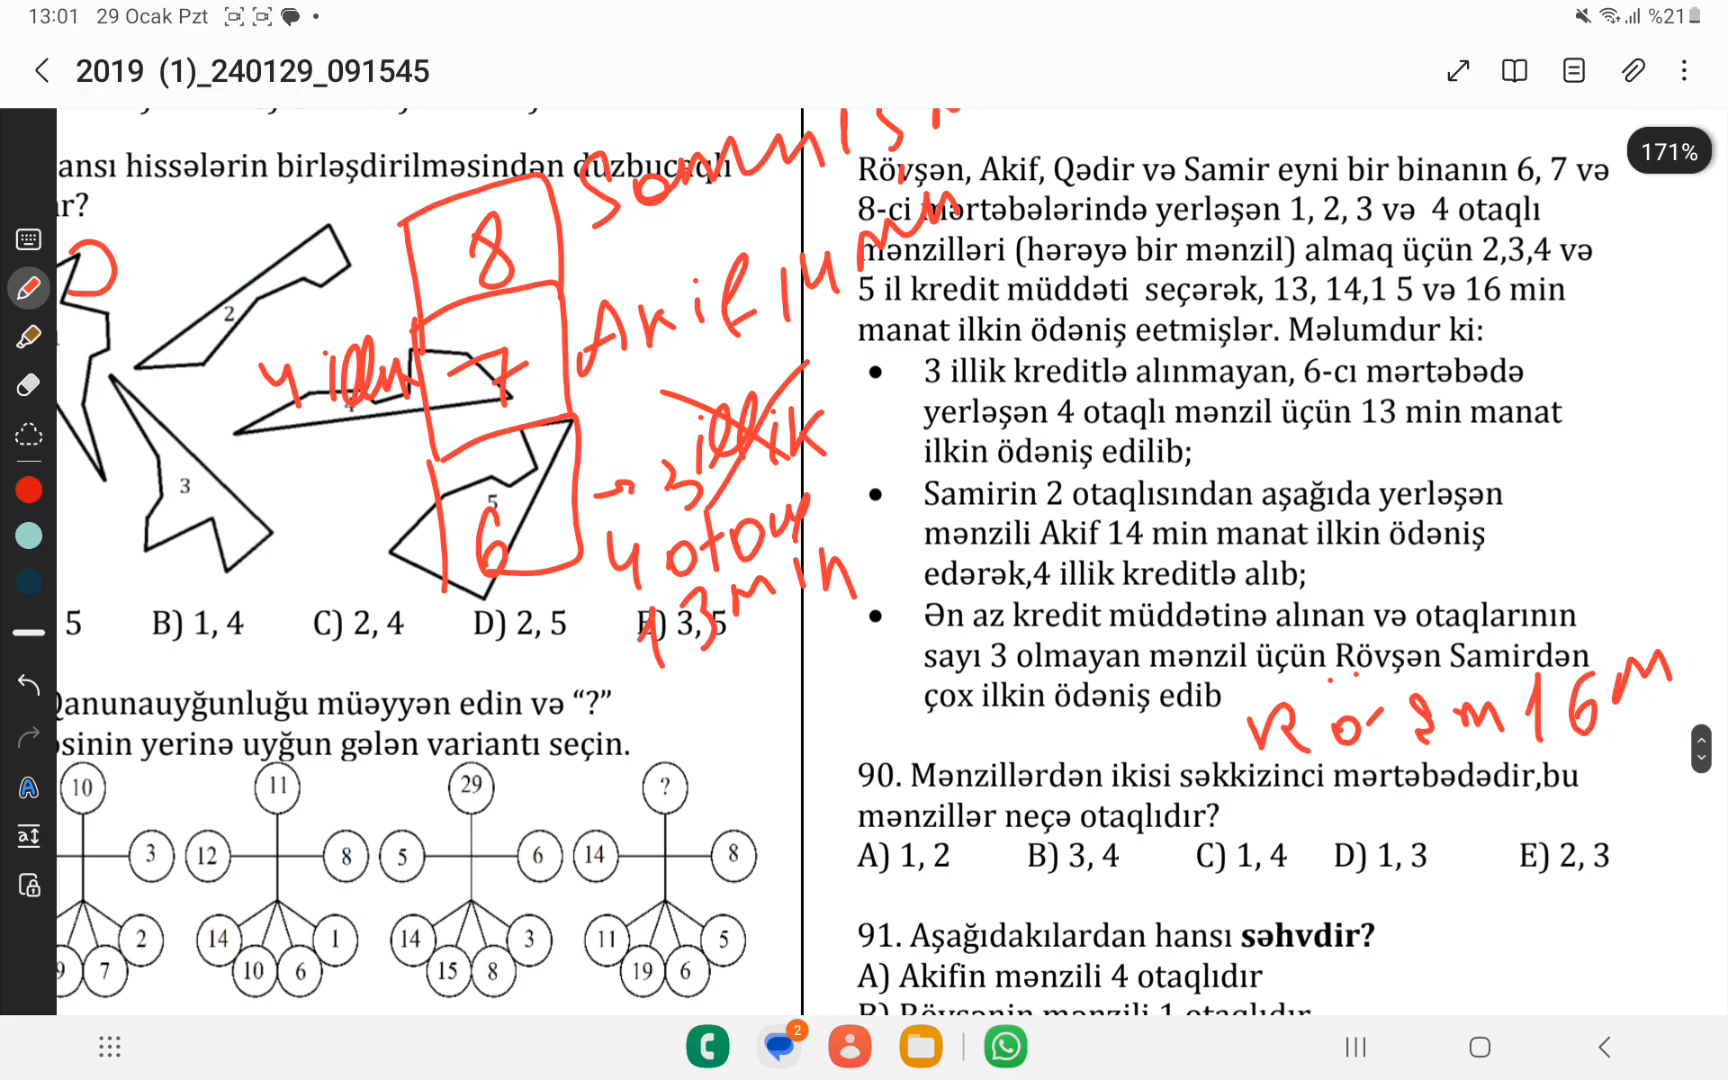 13:01 29 Ocak Pzt
%21
2019 (1)_240129_091545
171%
ansı hissələrin birləşdirilməsindən düzbucaqlı
ır?
2
3
5
5 B) 1, 4 C) 2, 4 D) 2, 5 E) 3, 5
Qanunauyğunluğu müəyyən edin və “?”
əsinin yerinə uyğun gələn variantı seçin.
10 11 29 ?
3 12 8 5 6 14 8
2 14 1 14 3 11 5
9 7 10 6 15 8 19 6
8
7
6
Akif 14 min
4 illik
3 illik
4 otaq
13 min
Rövşən, Akif, Qədir və Samir eyni bir binanın 6, 7 və
8-ci mərtəbələrində yerləşən 1, 2, 3 və 4 otaqlı
mənzilləri (hərəyə bir mənzil) almaq üçün 2,3,4 və
5 il kredit müddəti seçərək, 13, 14,1 5 və 16 min
manat ilkin ödəniş eetmişlər. Məlumdur ki:
• 3 illik kreditlə alınmayan, 6-cı mərtəbədə
yerləşən 4 otaqlı mənzil üçün 13 min manat
ilkin ödəniş edilib;
• Samirin 2 otaqlısından aşağıda yerləşən
mənzili Akif 14 min manat ilkin ödəniş
edərək,4 illik kreditlə alıb;
• Ən az kredit müddətinə alınan və otaqlarının
sayı 3 olmayan mənzil üçün Rövşən Samirdən
çox ilkin ödəniş edib
16 m
90. Mənzillərdən ikisi səkkizinci mərtəbədədir,bu
mənzillər neçə otaqlıdır?
A) 1, 2 B) 3, 4 C) 1, 4 D) 1, 3 E) 2, 3
91. Aşağıdakılardan hansı səhvdir?
A) Akifin mənzili 4 otaqlıdır
B) Rövşənin mənzili 1 otaqlıdır
2